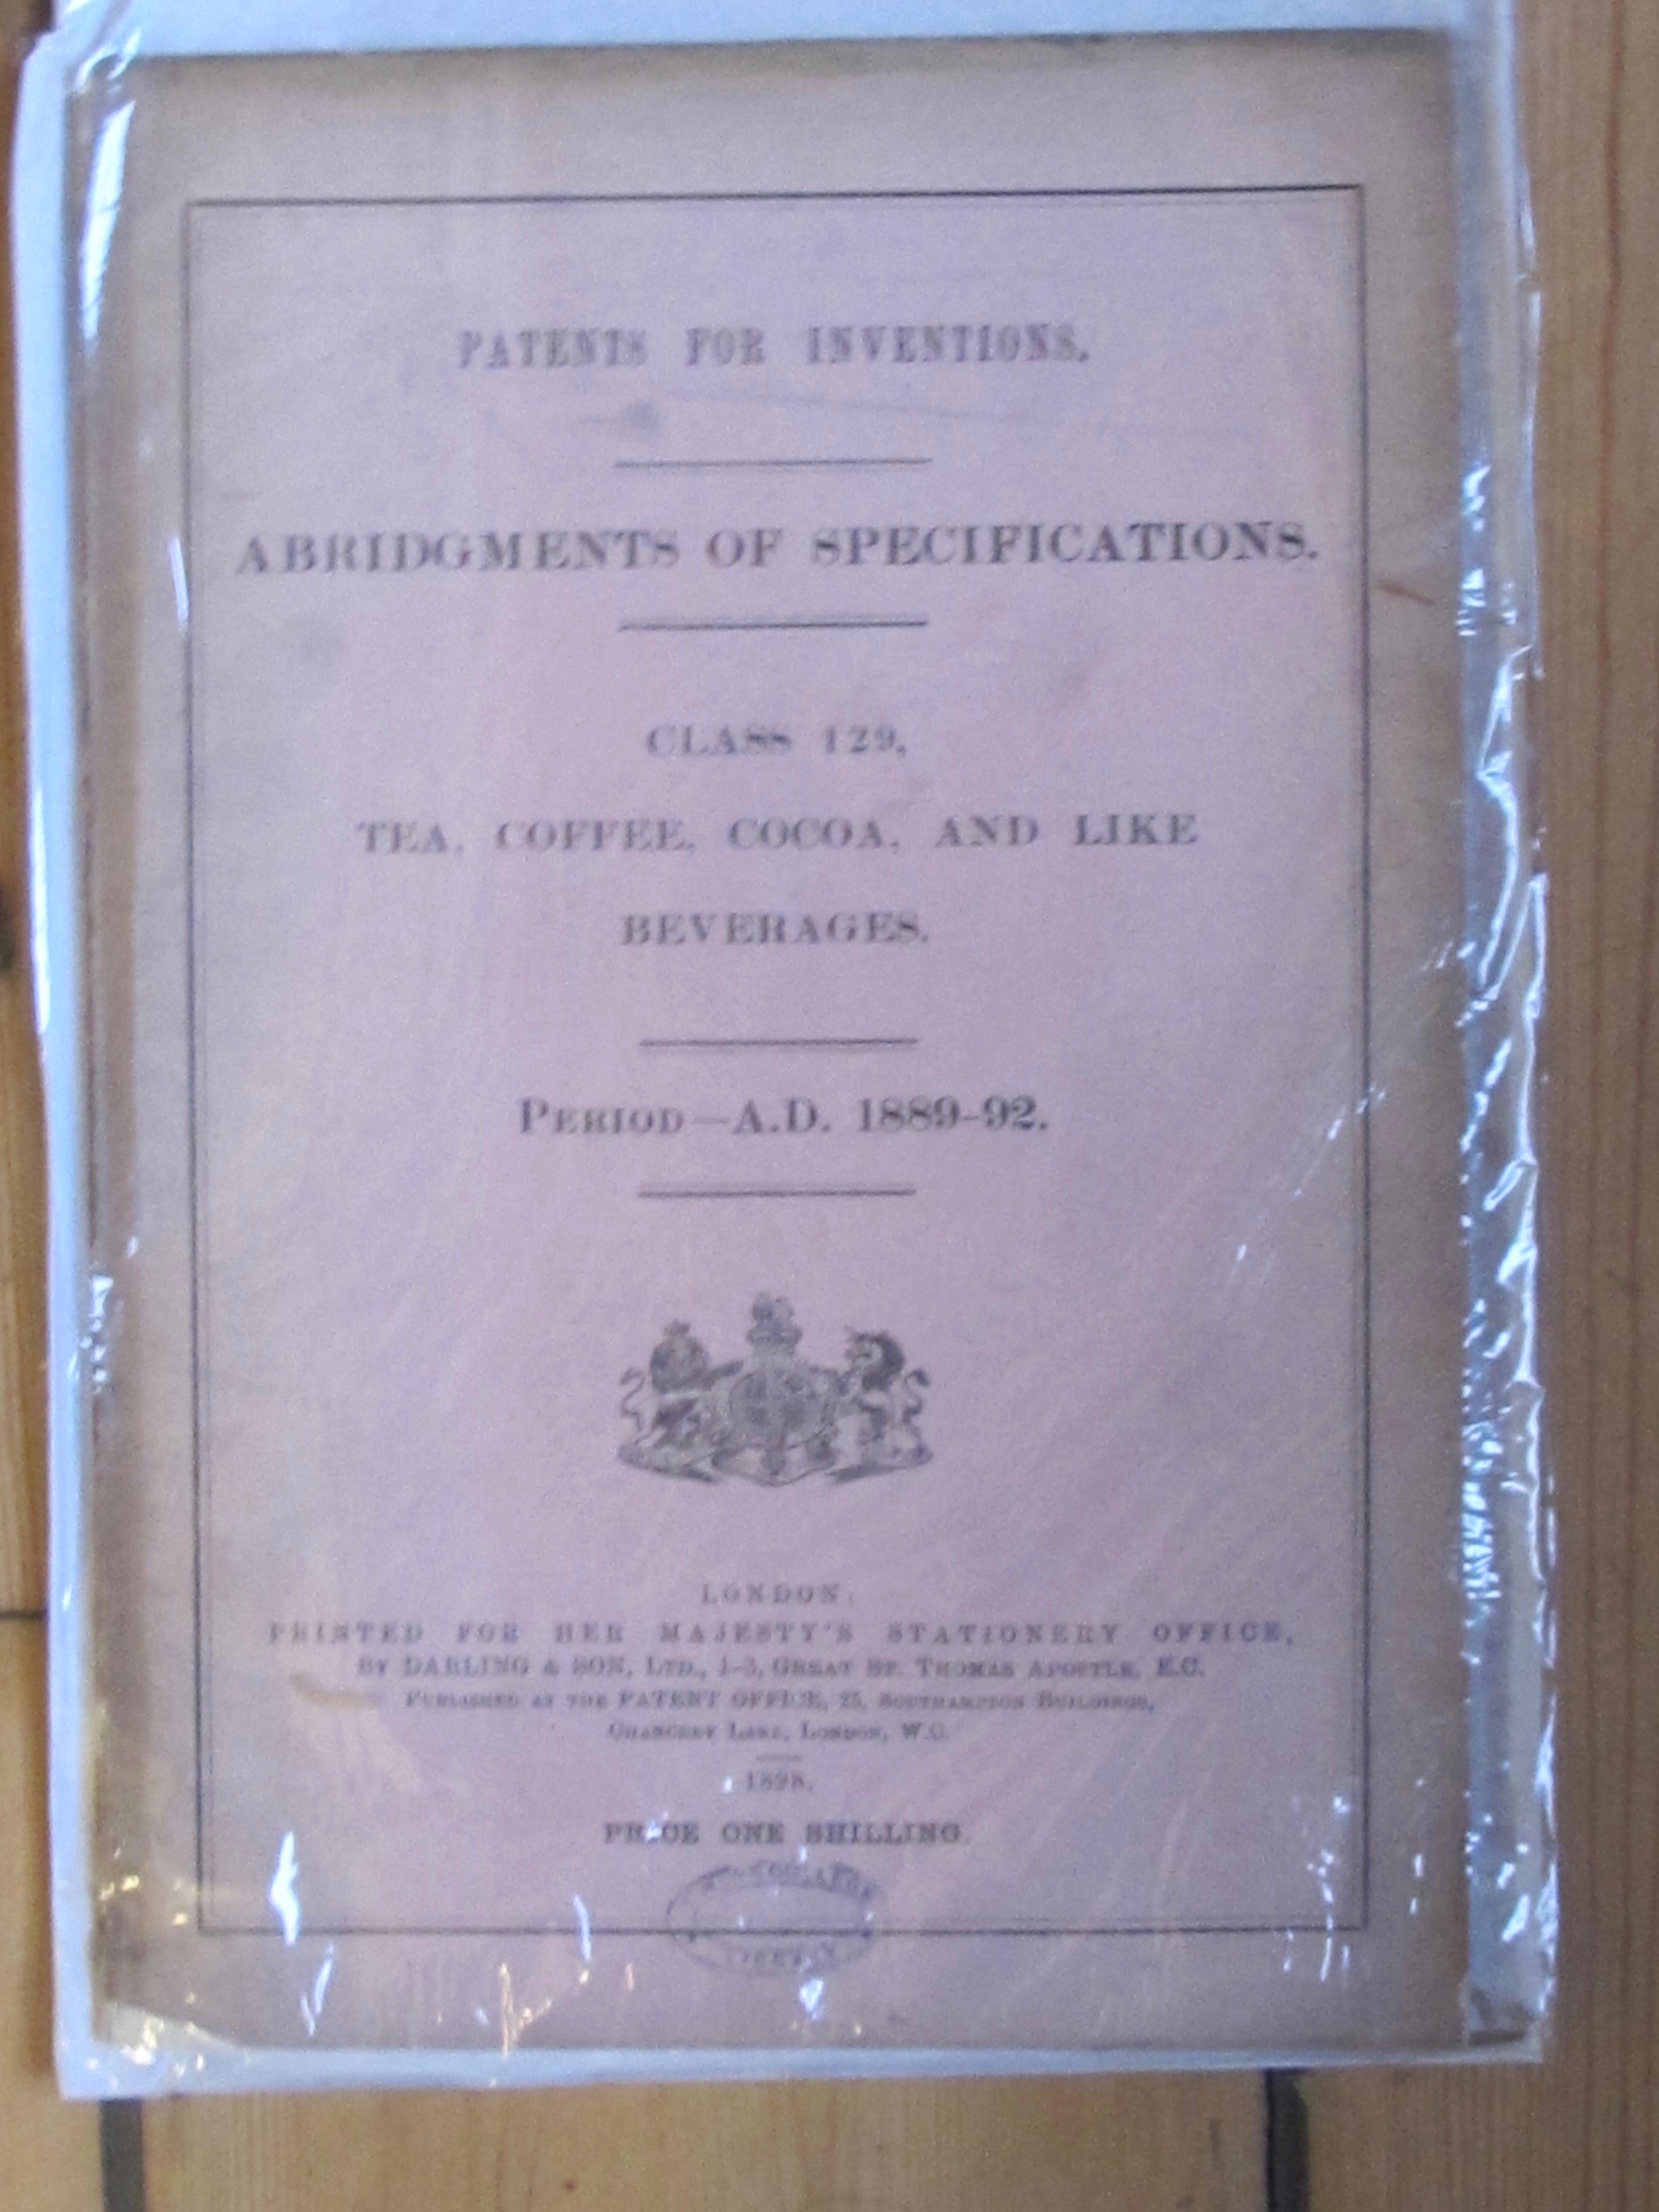 PATENTS FOR INVENTIONS.
ABRIDGMENTS OF SPECIFICATIONS.
CLASS 129,
TEA, COFFEE, COCOA, AND LIKE
BEVERAGES.
PERIOD—A.D. 1889-92.
LONDON:
PRINTED FOR HER MAJESTY'S STATIONERY OFFICE,
BY DARLING & SON, LTD., 1-3, GREAT ST. THOMAS APOSTLE, E.C.
PUBLISHED AT THE PATENT OFFICE, 25, SOUTHAMPTON BUILDINGS,
CHANCERY LANE, LONDON, W.C.
1898.
PRICE ONE SHILLING.
LIBRARY